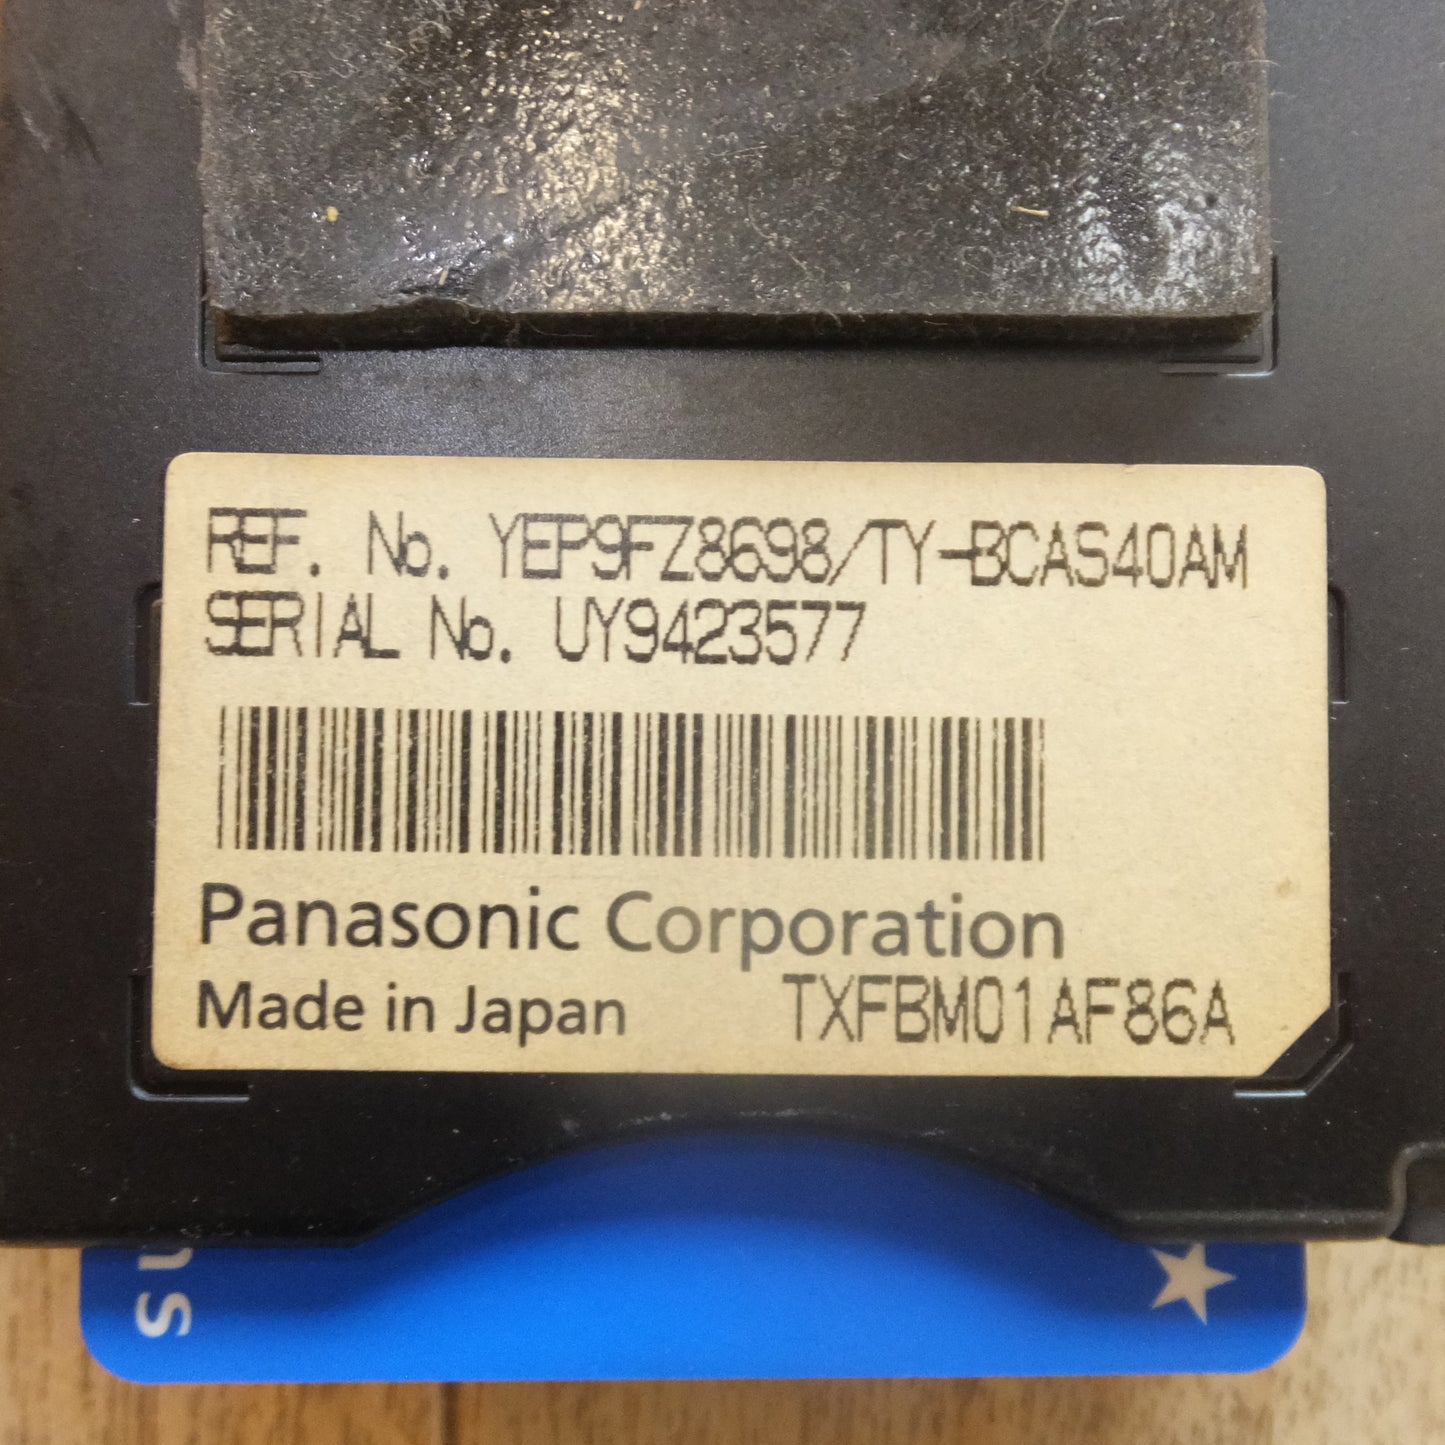 REF. No. YEP9FZ8698/TY-BCAS40AM
SERIAL No. UY9423577
Panasonic Corporation
Made in Japan TXFBM01AF86A